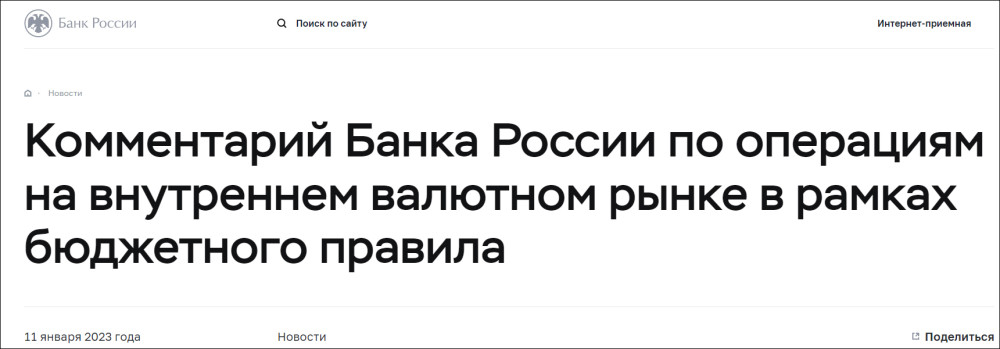 Банк России
Поиск по сайту
Интернет-приемная
Новости
Комментарий Банка России по операциям
на внутреннем валютном рынке в рамках
бюджетного правила
11 января 2023 года
Новости
Поделиться